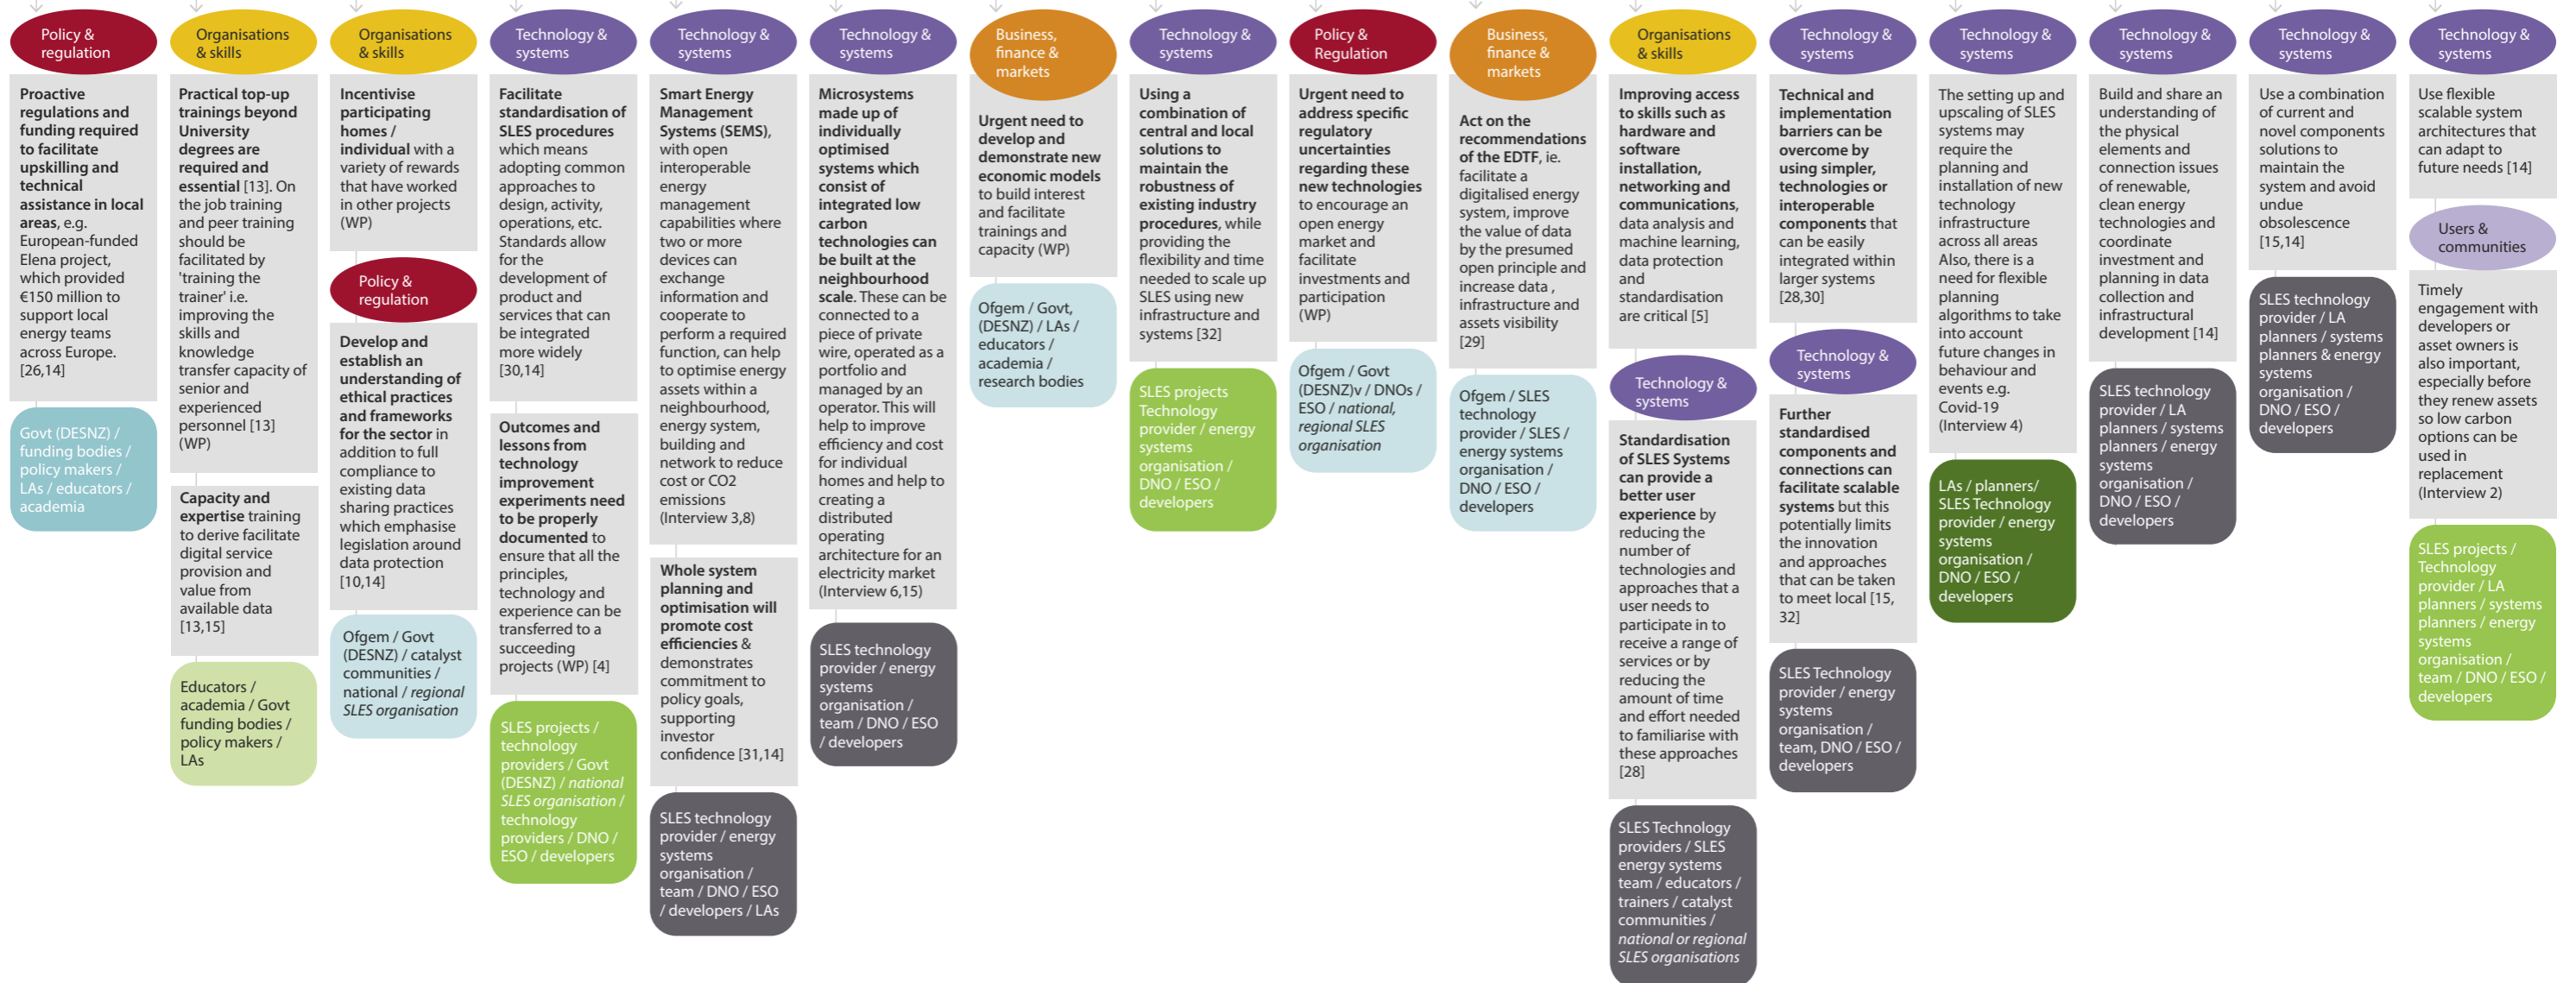 Policy &
regulation
Proactive
regulations and
funding required
to facilitate
upskilling and
technical
assistance in local
areas, e.g.
European-funded
Elena project,
which provided
€150 million to
support local
energy teams
across Europe.
[26,14]
Govt (DESNZ) /
funding bodies /
policy makers /
LAs / educators /
academia
Organisations
& skills
Practical top-up
trainings beyond
University
degrees are
required and
essential [13]. On
the job training
and peer training
should be
facilitated by
'training the
trainer' i.e.
improving the
skills and
knowledge
transfer capacity of
senior and
experienced
personnel [13]
(WP)
Capacity and
expertise training
to derive facilitate
digital service
provision and
value from
available data
[13,15]
Educators /
academia / Govt
funding bodies /
policy makers /
LAs
Organisations
& skills
Incentivise
participating
homes /
individual with a
variety of rewards
that have worked
in other projects
(WP)
Policy &
regulation
Develop and
establish an
understanding of
ethical practices
and frameworks
for the sector in
addition to full
compliance to
existing data
sharing practices
which emphasise
legislation around
data protection
[10,14]
Ofgem / Govt
(DESNZ) / catalyst
communities /
national / regional
SLES organisation
Technology &
systems
Facilitate
standardisation of
SLES procedures
which means
adopting common
approaches to
design, activity,
operations, etc.
Standards allow
for the
development of
product and
services that can
be integrated
more widely
[30,14]
Outcomes and
lessons from
technology
improvement
experiments need
to be properly
documented to
ensure that all the
principles,
technology and
experience can be
transferred to a
succeeding
projects (WP) [4]
SLES projects /
technology
providers / Govt
(DESNZ) / national
SLES organisation /
technology
providers / DNO /
ESO / developers
Technology &
systems
Smart Energy
Management
Systems (SEMS),
with open
interoperable
energy
management
capabilities where
two or more
devices can
exchange
information and
cooperate to
perform a required
function, can help
to optimise energy
assets within a
neighbourhood,
energy system,
building and
network to reduce
cost or CO2
emissions
(Interview 3,8)
Whole system
planning and
optimisation will
promote cost
efficiencies &
demonstrates
commitment to
policy goals,
supporting
investor
confidence [31,14]
SLES technology
provider / energy
systems
organisation /
team / DNO / ESO
/ developers / LAs
Technology &
systems
Microsystems
made up of
individually
optimised
systems which
consist of
integrated low
carbon
technologies can
be built at the
neighbourhood
scale. These can be
connected to a
piece of private
wire, operated as a
portfolio and
managed by an
operator. This will
help to improve
efficiency and cost
for individual
homes and help to
creating a
distributed
operating
architecture for an
electricity market
(Interview 6,15)
SLES technology
provider / energy
systems
organisation /
team / DNO / ESO
/ developers
Business,
finance &
markets
Urgent need to
develop and
demonstrate new
economic models
to build interest
and facilitate
trainings and
capacity (WP)
Ofgem / Govt,
(DESNZ) / LAs /
educators /
academia /
research bodies
Technology &
systems
Using a
combination of
central and local
solutions to
maintain the
robustness of
existing industry
procedures, while
providing the
flexibility and time
needed to scale up
SLES using new
infrastructure and
systems [32]
SLES projects
Technology
provider / energy
systems
organisation /
DNO / ESO /
developers
Policy &
Regulation
Urgent need to
address specific
regulatory
uncertainties
regarding these
new technologies
to encourage an
open energy
market and
facilitate
investments and
participation
(WP)
Ofgem / Govt
(DESNZ)v / DNOs /
ESO / national,
regional SLES
organisation
Business,
finance &
markets
Act on the
recommendations
of the EDTF, ie.
facilitate a
digitalised energy
system, improve
the value of data
by the presumed
open principle and
increase data ,
infrastructure and
assets visibility
[29]
Ofgem / SLES
technology
provider / SLES /
energy systems
organisation /
DNO / ESO /
developers
Organisations
& skills
Improving access
to skills such as
hardware and
software
installation,
networking and
communications,
data analysis and
machine learning,
data protection
and
standardisation
are critical [5]
Technology &
systems
Standardisation
of SLES Systems
can provide a
better user
experience by
reducing the
number of
technologies and
approaches that a
user needs to
participate in to
receive a range of
services or by
reducing the
amount of time
and effort needed
to familiarise with
these approaches
[28]
SLES Technology
providers / SLES
energy systems
team / educators /
trainers / catalyst
communities /
national or regional
SLES organisations
Technology &
systems
Technical and
implementation
barriers can be
overcome by
using simpler,
technologies or
interoperable
components that
can be easily
integrated within
larger systems
[28,30]
Technology &
systems
Further
standardised
components and
connections can
facilitate scalable
systems but this
potentially limits
the innovation
and approaches
that can be taken
to meet local [15,
32]
SLES Technology
provider / energy
systems
organisation /
team, DNO / ESO /
developers
Technology &
systems
The setting up and
upscaling of SLES
systems may
require the
planning and
installation of new
technology
infrastructure
across all areas
Also, there is a
need for flexible
planning
algorithms to take
into account
future changes in
behaviour and
events e.g.
Covid-19
(Interview 4)
LAs / planners/
SLES Technology
provider / energy
systems
organisation /
DNO / ESO /
developers
Technology &
systems
Build and share an
understanding of
the physical
elements and
connection issues
of renewable,
clean energy
technologies and
coordinate
investment and
planning in data
collection and
infrastructural
development [14]
SLES technology
provider / LA
planners / systems
planners / energy
systems
organisation /
DNO / ESO /
developers
Technology &
systems
Use a combination
of current and
novel components
solutions to
maintain the
system and avoid
undue
obsolescence
[15,14]
SLES technology
provider / LA
planners / systems
planners & energy
systems
organisation /
DNO / ESO /
developers
Technology &
systems
Use flexible
scalable system
architectures that
can adapt to
future needs [14]
Users &
communities
Timely
engagement with
developers or
asset owners is
also important,
especially before
they renew assets
so low carbon
options can be
used in
replacement
(Interview 2)
SLES projects /
Technology
provider / LA
planners / systems
planners / energy
systems
organisation /
team / DNO / ESO /
developers